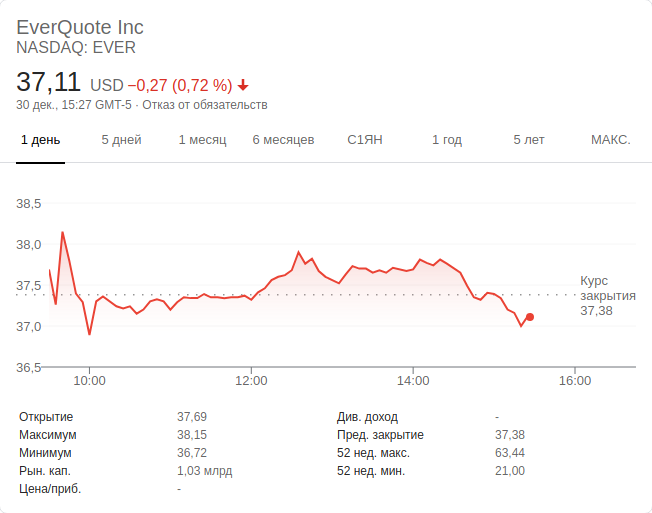 EverQuote Inc
NASDAQ: EVER
37,11 USD −0,27 (0,72 %)
30 дек., 15:27 GMT-5 · Отказ от обязательств
1 день 5 дней 1 месяц 6 месяцев С1ЯН 1 год 5 лет МАКС.
38,5
38,0
37,5
37,0
36,5
Курс
закрытия
37,38
10:00 12:00 14:00 16:00
Открытие 37,69 Див. доход -
Максимум 38,15 Пред. закрытие 37,38
Минимум 36,72 52 нед. макс. 63,44
Рын. кап. 1,03 млрд 52 нед. мин. 21,00
Цена/приб. -